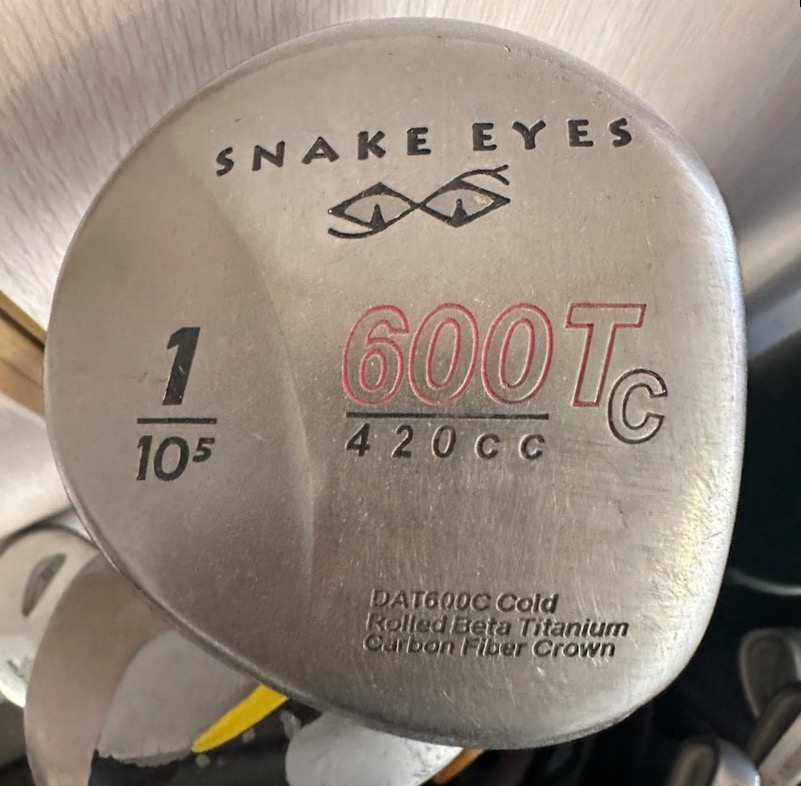 SNAKE EYES
1
10⁵
600Tc
420cc
DAT600C Cold
Rolled Beta Titanium
Carbon Fiber Crown